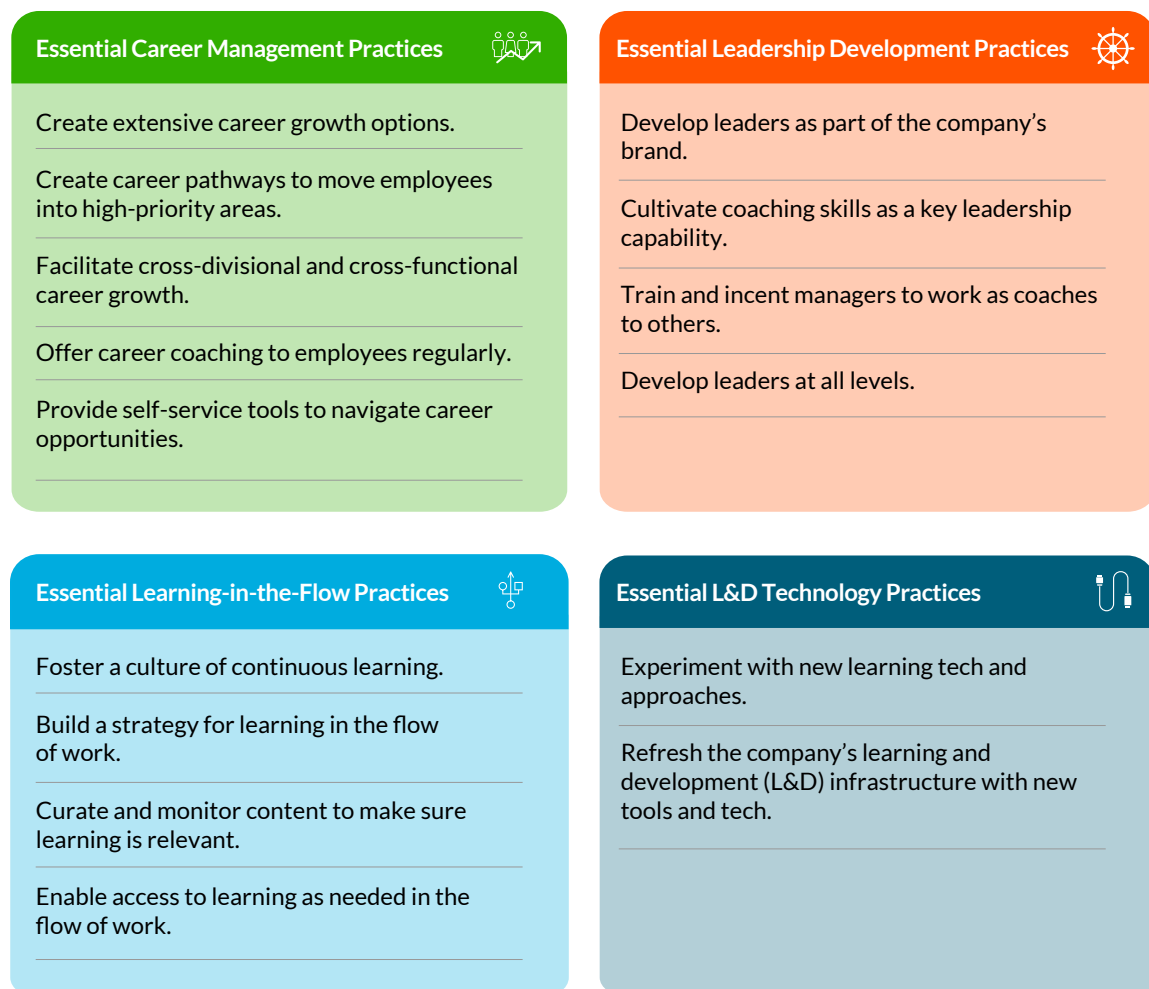 Essential Career Management Practices
Create extensive career growth options.
Create career pathways to move employees
into high-priority areas.
Facilitate cross-divisional and cross-functional
career growth.
Offer career coaching to employees regularly.
Provide self-service tools to navigate career
opportunities.
Essential Leadership Development Practices
Develop leaders as part of the company’s
brand.
Cultivate coaching skills as a key leadership
capability.
Train and incent managers to work as coaches
to others.
Develop leaders at all levels.
Essential Learning-in-the-Flow Practices
Foster a culture of continuous learning.
Build a strategy for learning in the flow
of work.
Curate and monitor content to make sure
learning is relevant.
Enable access to learning as needed in the
flow of work.
Essential L&D Technology Practices
Experiment with new learning tech and
approaches.
Refresh the company’s learning and
development (L&D) infrastructure with new
tools and tech.